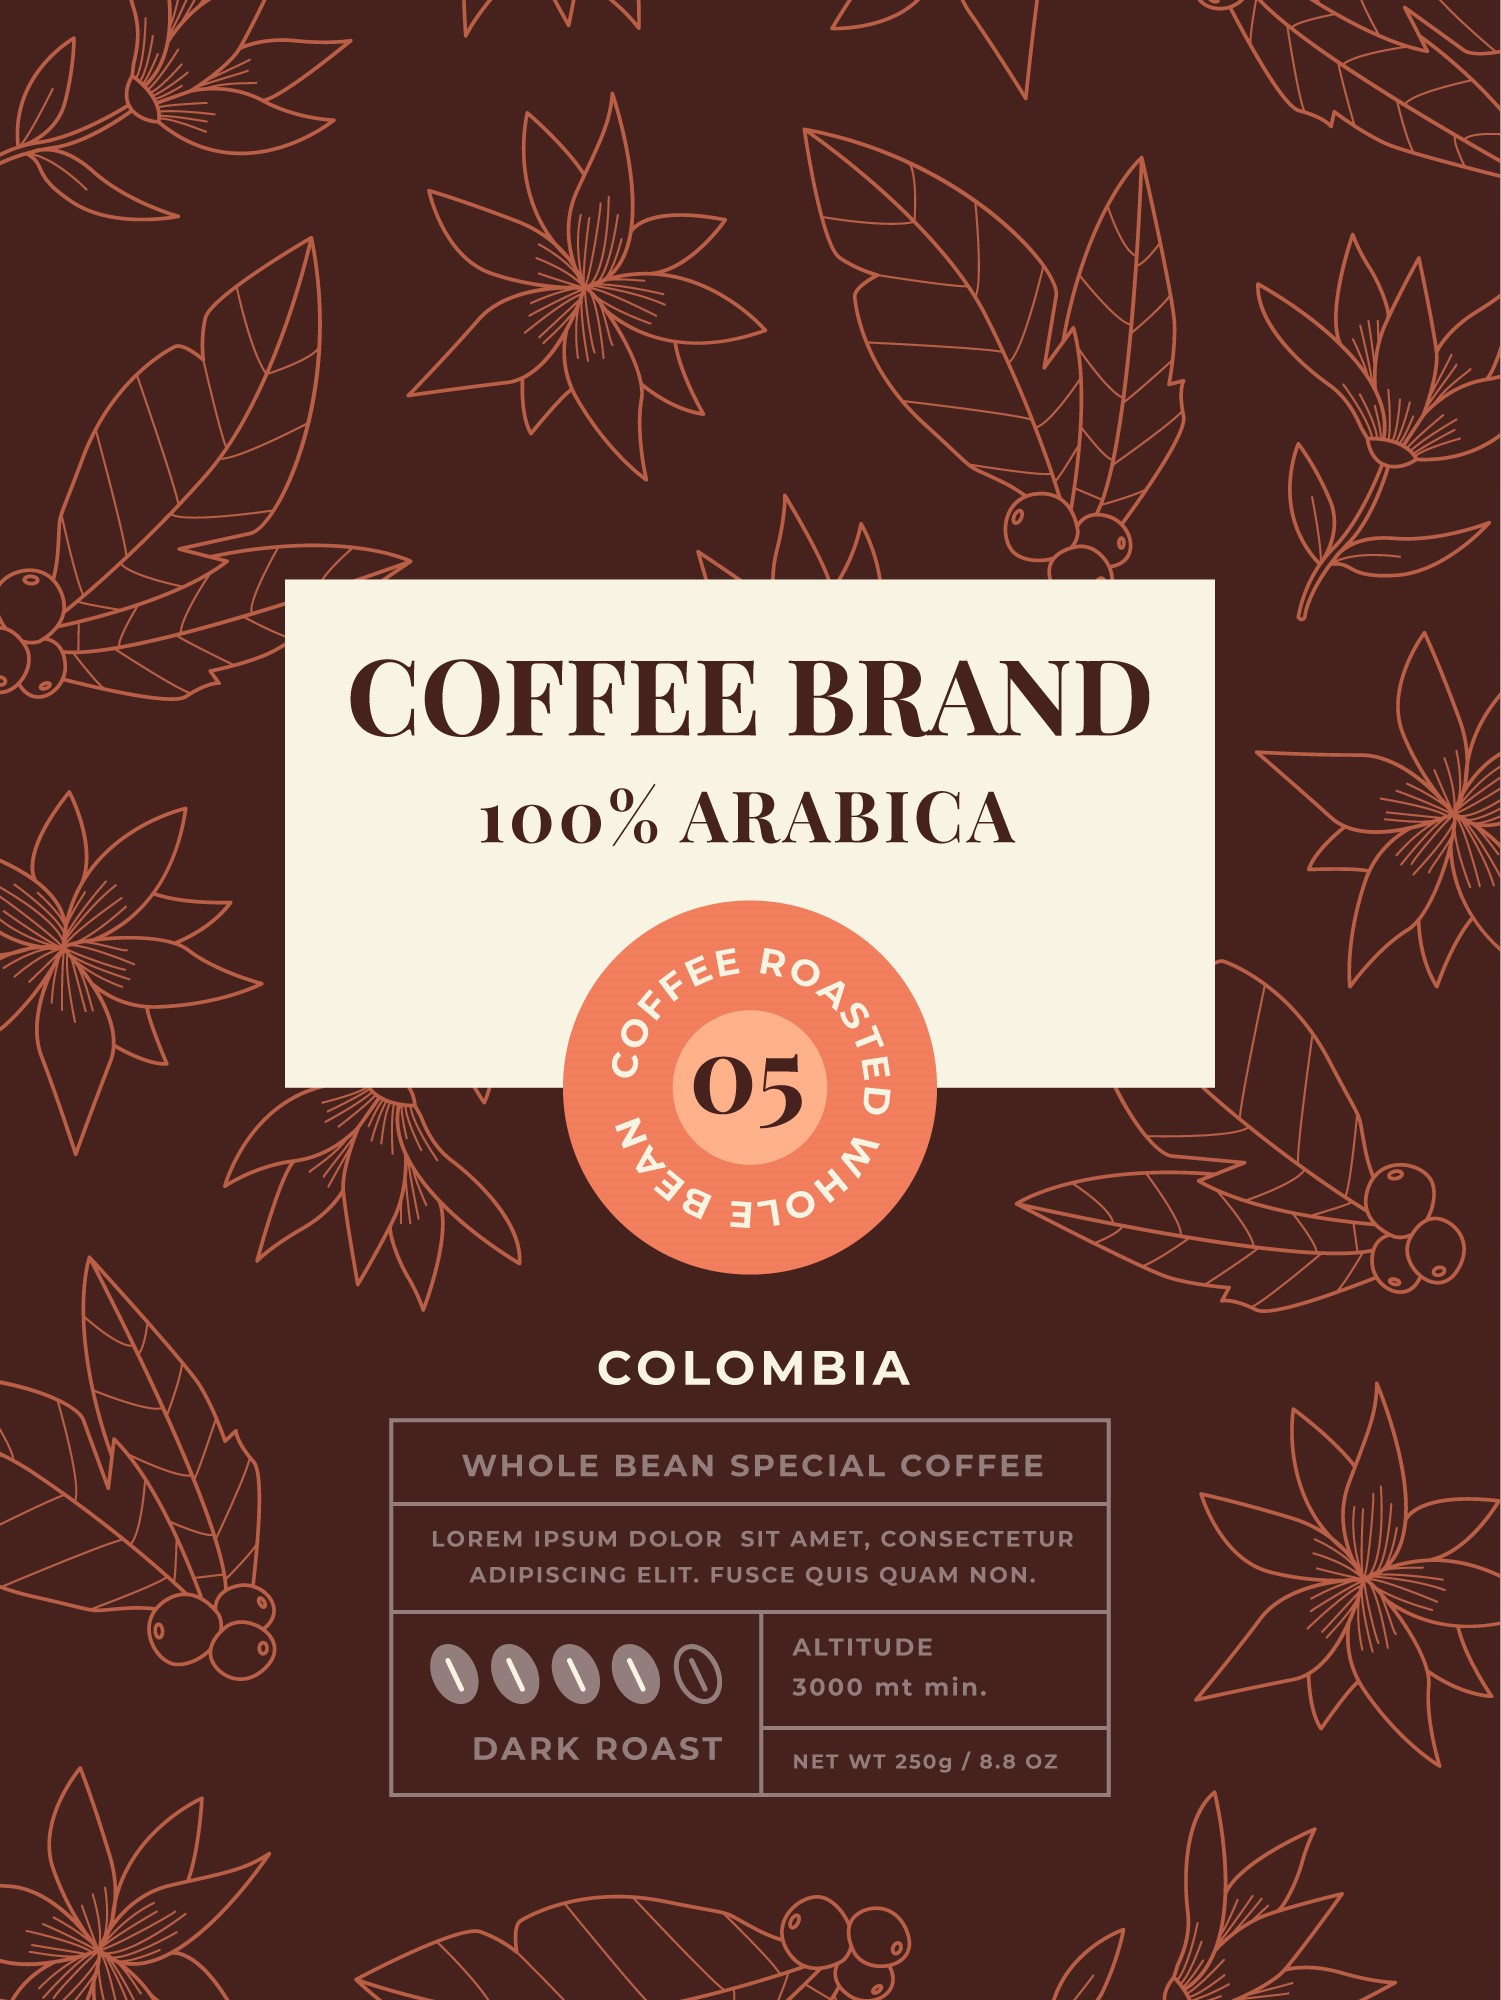 COFFEE BRAND
100% ARABICA
COFFEE ROASTED WHOLE BEAN
05
COLOMBIA
WHOLE BEAN SPECIAL COFFEE
LOREM IPSUM DOLOR SIT AMET, CONSECTETUR
ADIPISCING ELIT. FUSCE QUIS QUAM NON.
DARK ROAST
ALTITUDE
3000 mt min.
NET WT 250g / 8.8 OZ